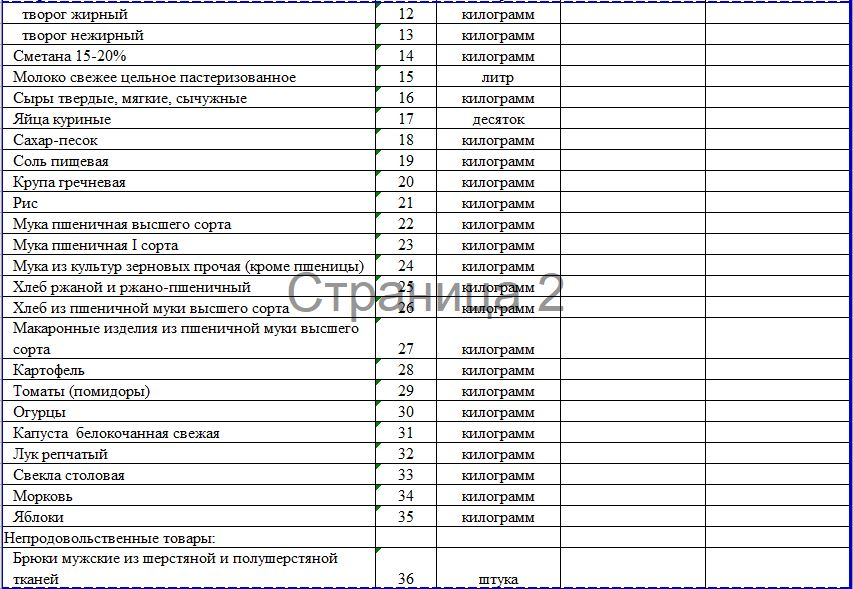 творог жирный 12 килограмм
творог нежирный 13 килограмм
Сметана 15-20% 14 килограмм
Молоко свежее цельное пастеризованное 15 литр
Сыры твердые, мягкие, сычужные 16 килограмм
Яйца куриные 17 десяток
Сахар-песок 18 килограмм
Соль пищевая 19 килограмм
Крупа гречневая 20 килограмм
Рис 21 килограмм
Мука пшеничная высшего сорта 22 килограмм
Мука пшеничная I сорта 23 килограмм
Мука из культур зерновых прочая (кроме пшеницы) 24 килограмм
Хлеб ржаной и ржано-пшеничный 25 килограмм
Страница 2
Хлеб из пшеничной муки высшего сорта 26 килограмм
Макаронные изделия из пшеничной муки высшего
сорта 27 килограмм
Картофель 28 килограмм
Томаты (помидоры) 29 килограмм
Огурцы 30 килограмм
Капуста белокочанная свежая 31 килограмм
Лук репчатый 32 килограмм
Свекла столовая 33 килограмм
Морковь 34 килограмм
Яблоки 35 килограмм
Непродовольственные товары:
Брюки мужские из шерстяной и полушерстяной
тканей 36 штука